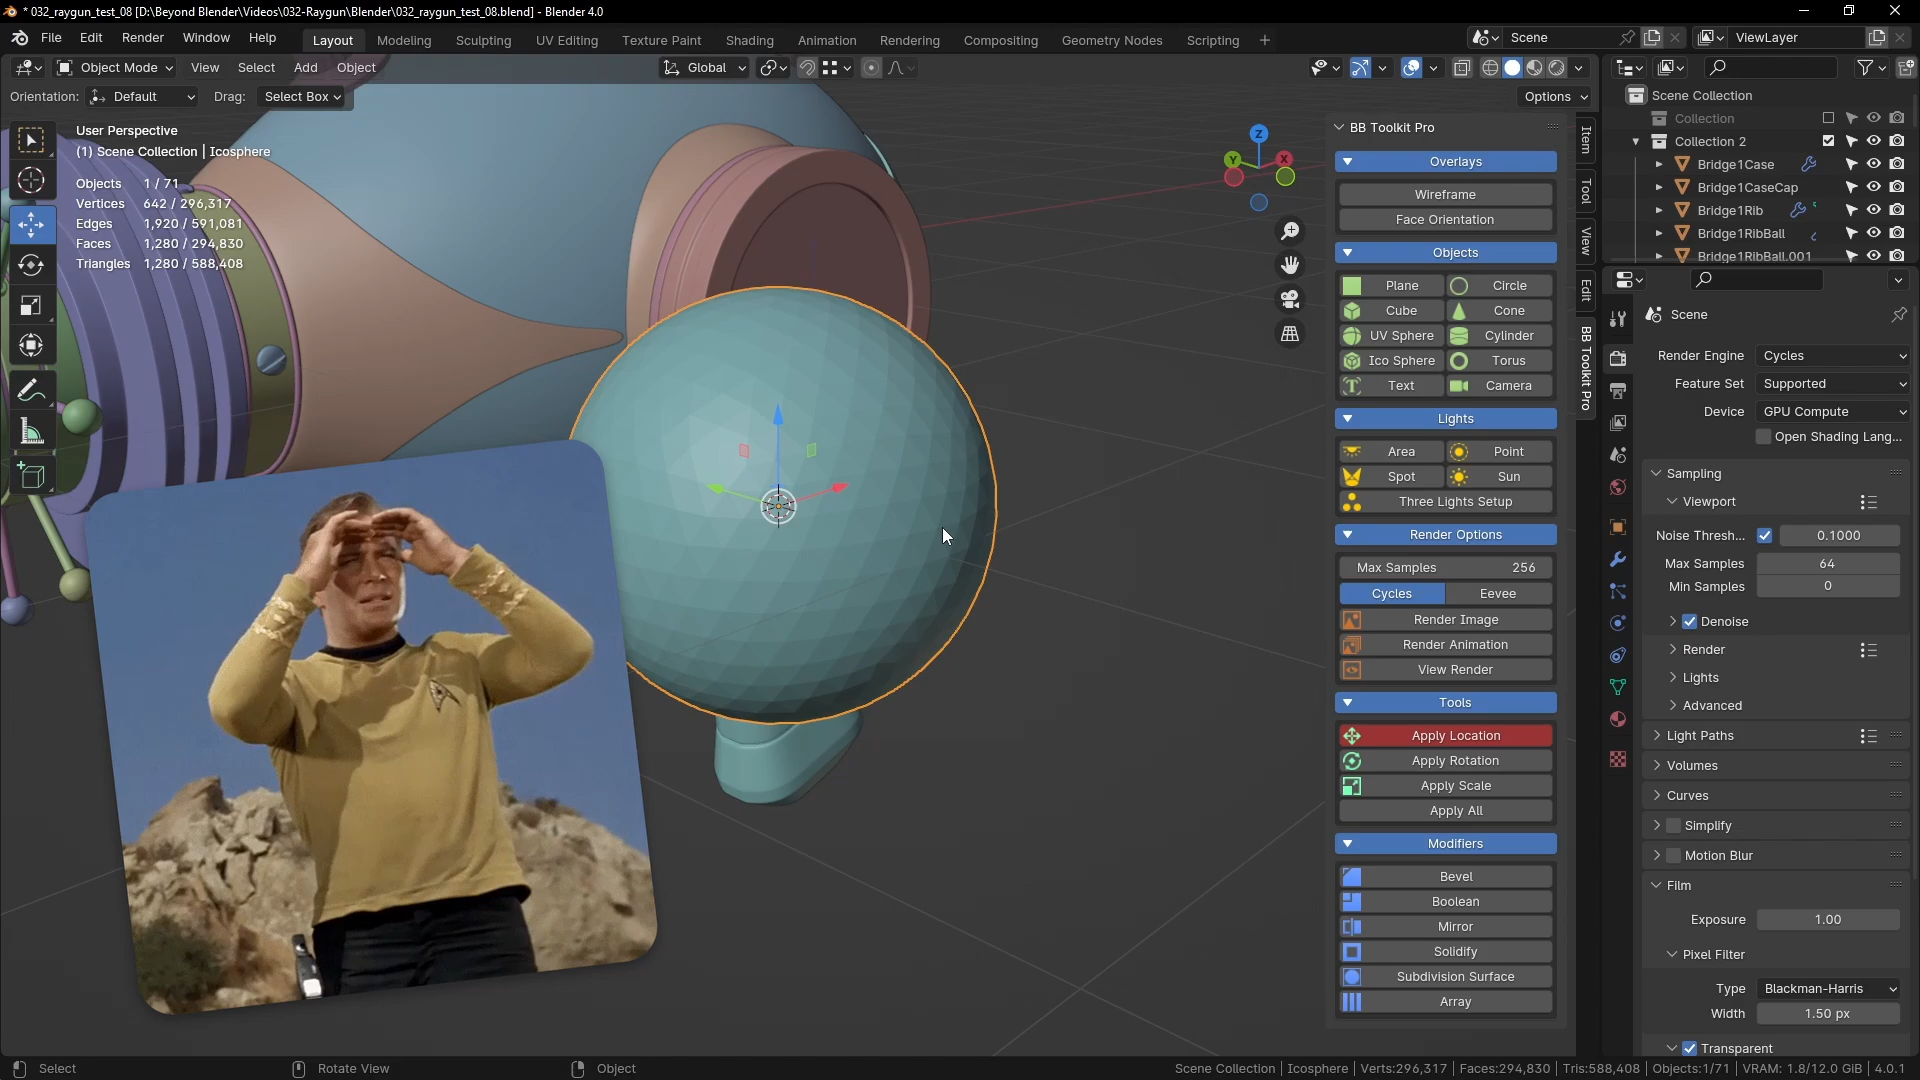 * 032_raygun_test_08 [D:\Beyond Blender\Videos\032-Raygun\Blender\032_raygun_test_08.blend] - Blender 4.0
File Edit Render Window Help
Layout Modeling Sculpting UV Editing Texture Paint Shading Animation Rendering Compositing Geometry Nodes Scripting
Scene
ViewLayer
Object Mode View Select Add Object
Global
Orientation: Default Drag: Select Box
Options
User Perspective
(1) Scene Collection | Icosphere
Objects 1 / 71
Vertices 642 / 296,317
Edges 1,920 / 591,081
Faces 1,280 / 294,830
Triangles 1,280 / 588,408
Z
Y
X
BB Toolkit Pro
Overlays
Wireframe
Face Orientation
Objects
Plane Circle
Cube Cone
UV Sphere Cylinder
Ico Sphere Torus
Text Camera
Lights
Area Point
Spot Sun
Three Lights Setup
Render Options
Max Samples 256
Cycles Eevee
Render Image
Render Animation
View Render
Tools
Apply Location
Apply Rotation
Apply Scale
Apply All
Modifiers
Bevel
Boolean
Mirror
Solidify
Subdivision Surface
Array
Item
Tool
View
Edit
BB Toolkit Pro
Scene Collection
Collection
Collection 2
Bridge1Case
Bridge1CaseCap
Bridge1Rib
Bridge1RibBall
Bridge1RibBall.001
Scene
Render Engine Cycles
Feature Set Supported
Device GPU Compute
Open Shading Lang...
Sampling
Viewport
Noise Thresh... 0.1000
Max Samples 64
Min Samples 0
Denoise
Render
Lights
Advanced
Light Paths
Volumes
Curves
Simplify
Motion Blur
Film
Exposure 1.00
Pixel Filter
Type Blackman-Harris
Width 1.50 px
Transparent
Select
Rotate View
Object
Scene Collection | Icosphere | Verts:296,317 | Faces:294,830 | Tris:588,408 | Objects:1/71 | VRAM: 1.8/12.0 GiB | 4.0.1